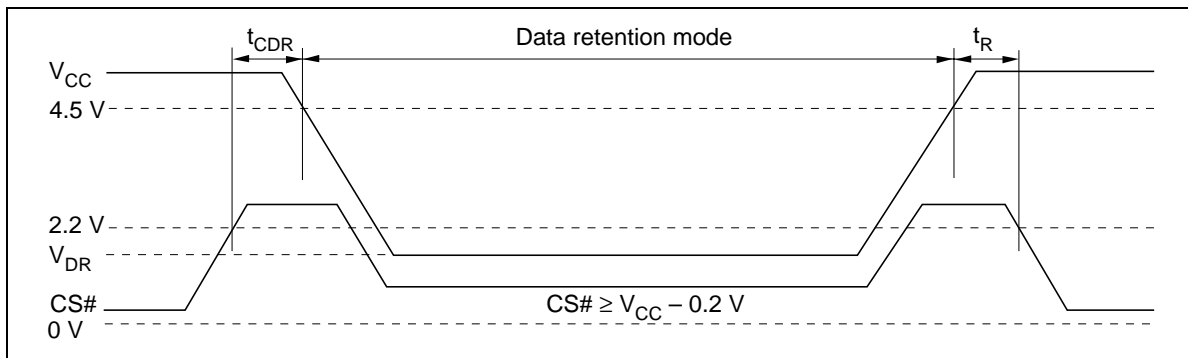 t_CDR Data retention mode t_R
V_CC
4.5 V
2.2 V
V_DR
CS# CS# ≥ V_CC – 0.2 V
0 V